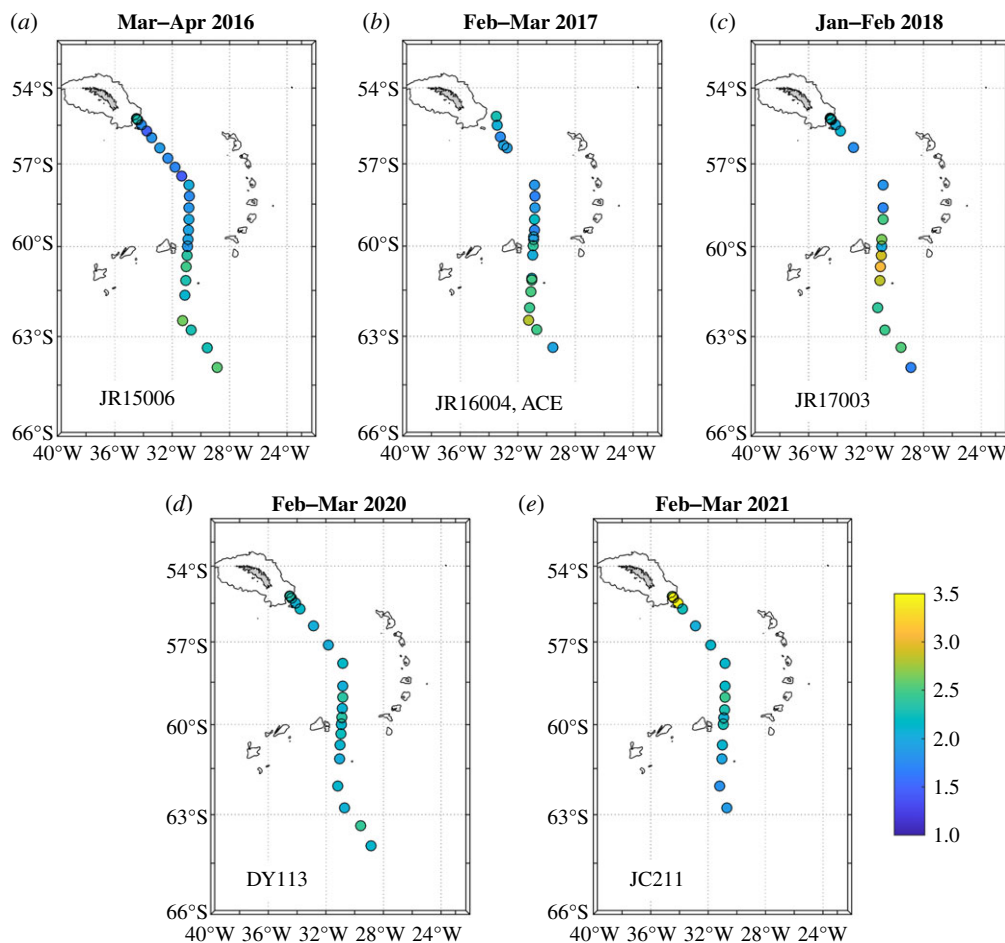 (a) Mar–Apr 2016 (b) Feb–Mar 2017 (c) Jan–Feb 2018
54°S 54°S 54°S
57°S 57°S 57°S
60°S 60°S 60°S
63°S 63°S 63°S
JR15006 JR16004, ACE JR17003
66°S 66°S 66°S
40°W 36°W 32°W 28°W 24°W 40°W 36°W 32°W 28°W 24°W 40°W 36°W 32°W 28°W 24°W
(d) Feb–Mar 2020 (e) Feb–Mar 2021
54°S 54°S
3.5
57°S 57°S
3.0
2.5
60°S 60°S
2.0
1.5
63°S 63°S
1.0
DY113 JC211
66°S 66°S
40°W 36°W 32°W 28°W 24°W 40°W 36°W 32°W 28°W 24°W